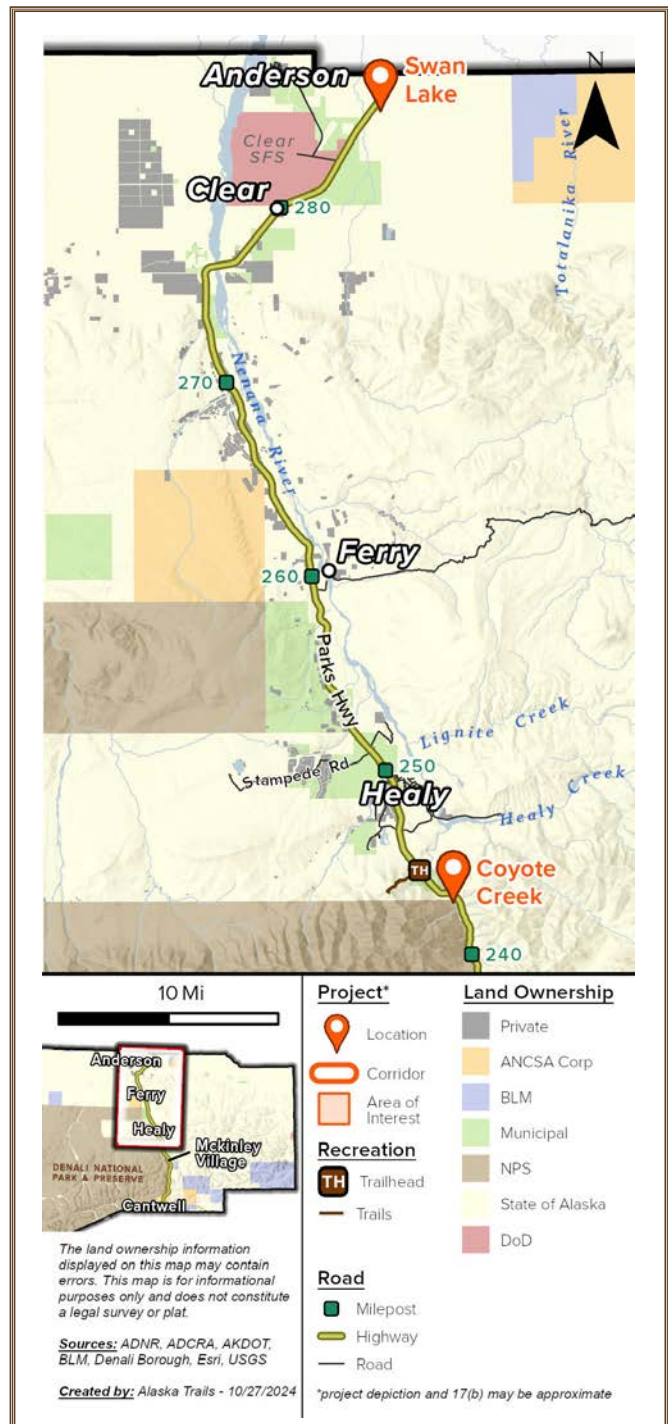 N
Anderson
Swan
Lake
Clear
SFS
Clear
280
Totalanika River
270
Nenana River
Ferry
260
Parks Hwy
Lignite Creek
Stampede Rd
250
Healy
Healy Creek
TH
Coyote
Creek
240
10 Mi
Anderson
Ferry
Healy
Mckinley
Village
DENALI NATIONAL
PARK & PRESERVE
Cantwell
The land ownership information
displayed on this map may contain
errors. This map is for informational
purposes only and does not constitute
a legal survey or plat.
Sources: ADNR, ADCRA, AKDOT,
BLM, Denali Borough, Esri, USGS
Created by: Alaska Trails - 10/27/2024
Project*
Location
Corridor
Area of
Interest
Recreation
TH Trailhead
Trails
Road
Milepost
Highway
Road
Land Ownership
Private
ANCSA Corp
BLM
Municipal
NPS
State of Alaska
DoD
*project depiction and 17(b) may be approximate